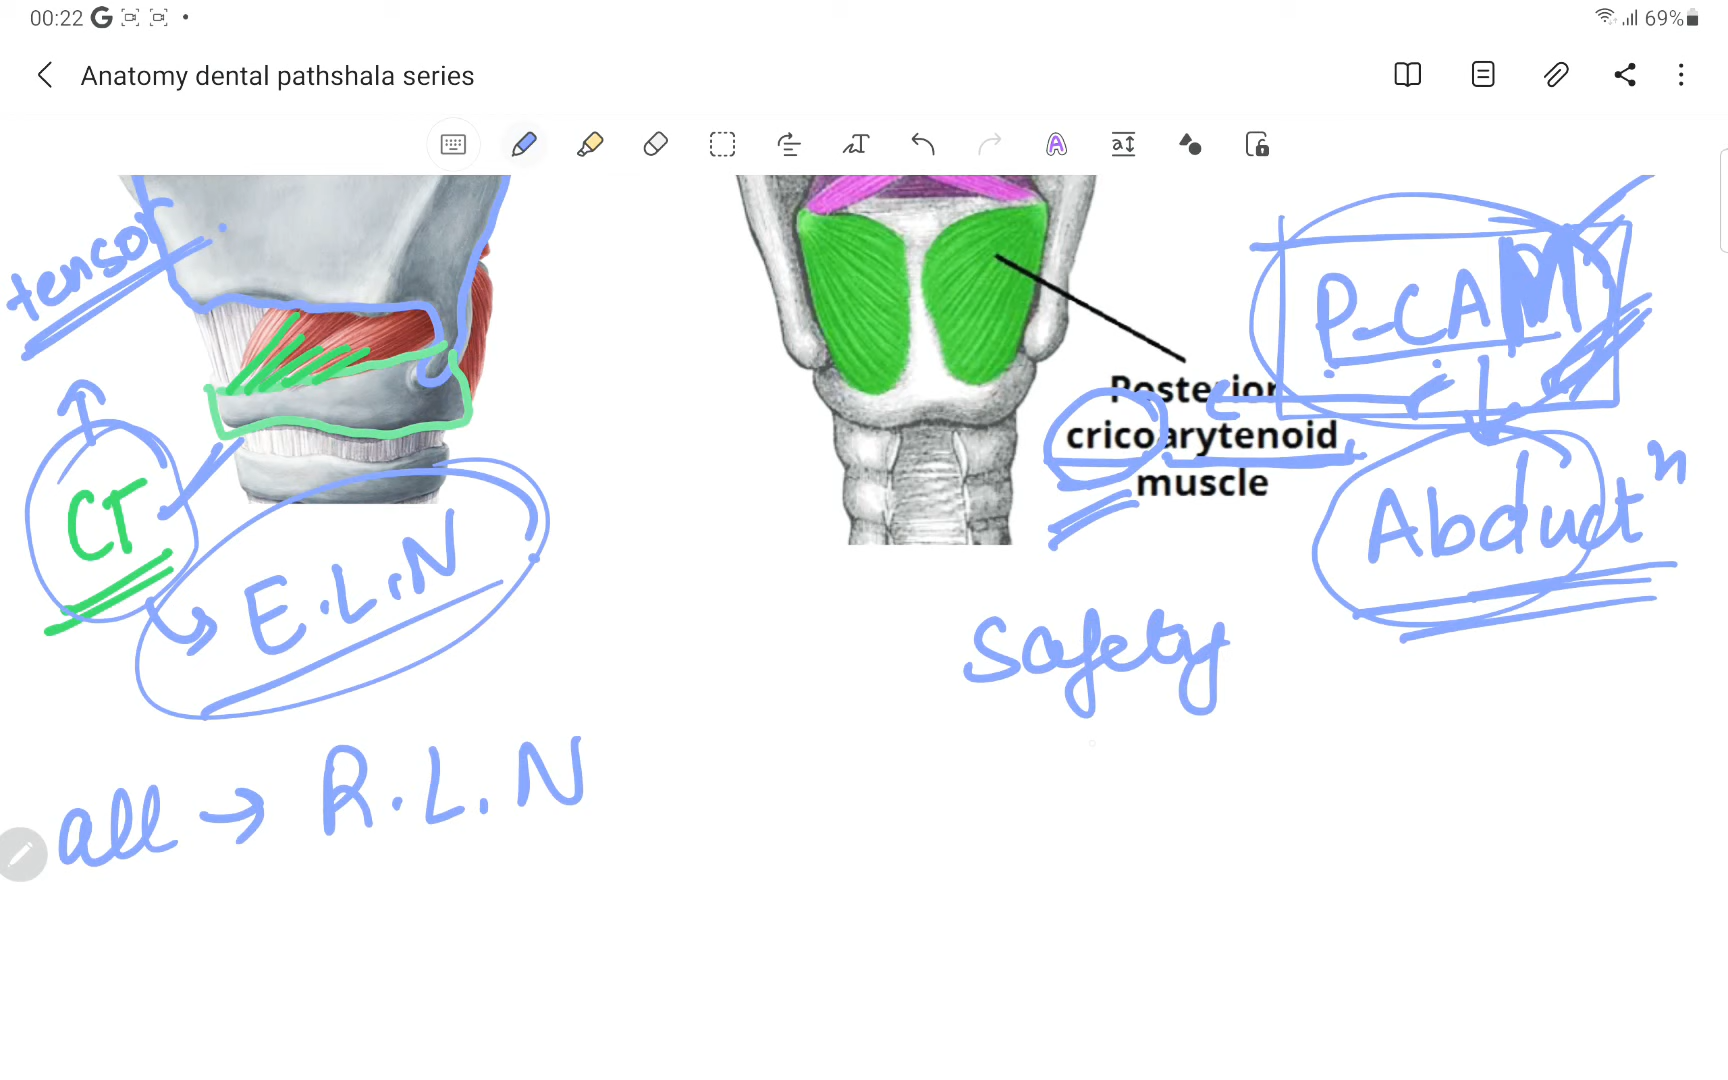 00:22 G 69%
Anatomy dental pathshala series
tensor
P-CAM
Posterior
cricoarytenoid
muscle
CT
E.L.N
Abductⁿ
Safety
all → R.L.N